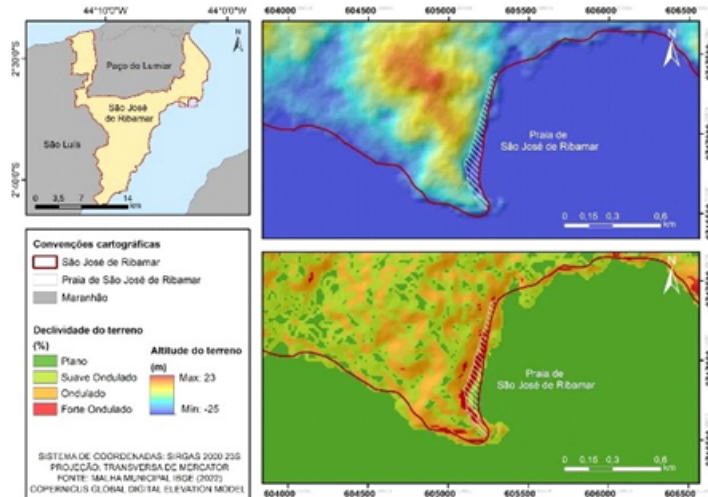 44°10'0"W
44°0'0"W
2°30'0"S
2°40'0"S
Paço do Lumiar
São José
de Ribamar
São Luís
0 3,5 7 14
km
604000 604500 605000 605500 606000 606500
Praia de
São José de Ribamar
0 0,15 0,3 0,6
km
Convenções cartográficas
São José de Ribamar
Praia de São José de Ribamar
Maranhão
Declividade do terreno
(%)
Plano
Suave Ondulado
Ondulado
Forte Ondulado
Altitude do terreno
(m)
Max: 23
Min: -25
Praia de
São José de Ribamar
0 0,15 0,3 0,6
km
604000 604500 605000 605500 606000 606500
SISTEMA DE COORDENADAS: SIRGAS 2000 23S
PROJEÇÃO: TRANSVERSA DE MERCATOR
FONTE: MALHA MUNICIPAL IBGE (2022)
COPERNICUS GLOBAL DIGITAL ELEVATION MODEL